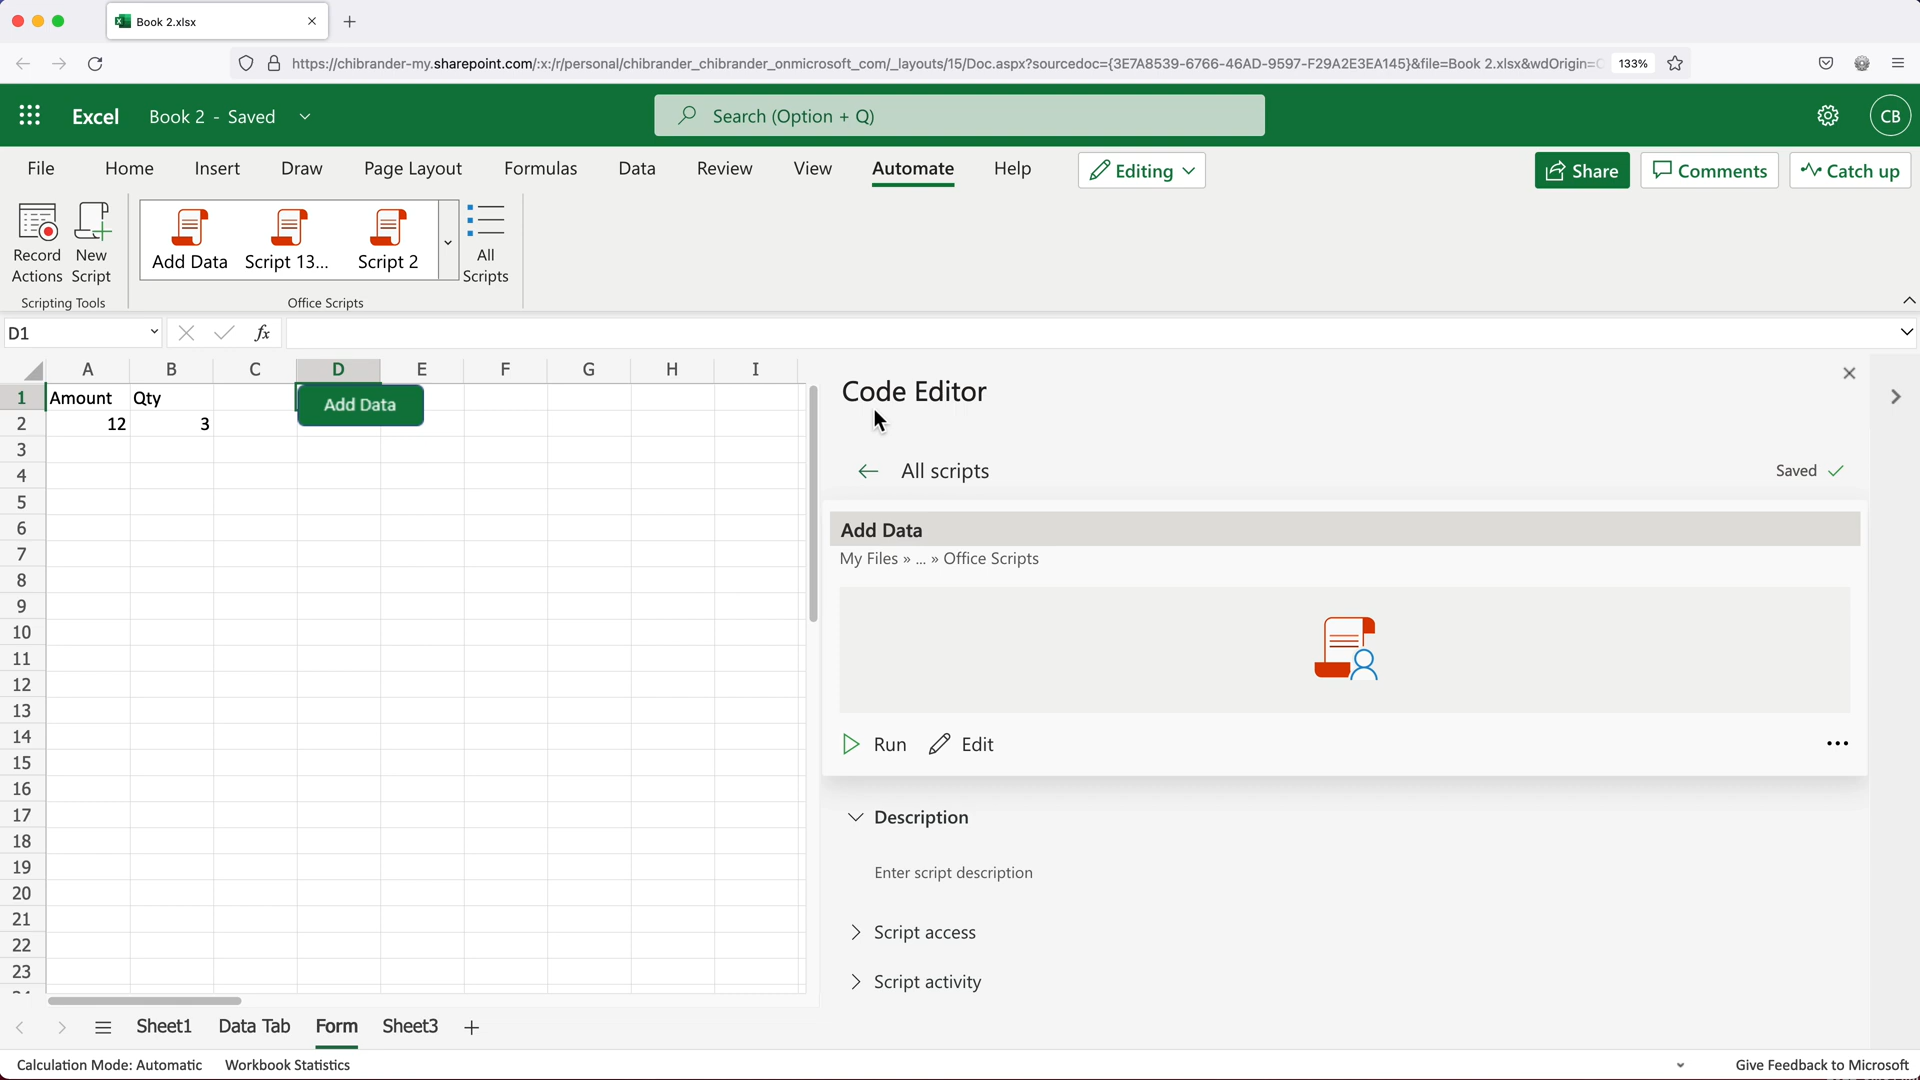 Book 2.xlsx
https://chibrander-my.sharepoint.com/:x:/r/personal/chibrander_chibrander_onmicrosoft_com/_layouts/15/Doc.aspx?sourcedoc={3E7A8539-6766-46AD-9597-F29A2E3EA145}&file=Book 2.xlsx&wdOrigin=
133%
Excel
Book 2 - Saved
Search (Option + Q)
CB
File
Home
Insert
Draw
Page Layout
Formulas
Data
Review
View
Automate
Help
Editing
Share
Comments
Catch up
Record
Actions
New
Script
Scripting Tools
Add Data
Script 13...
Script 2
All
Scripts
Office Scripts
D1
fx
A B C D E F G H I
1 Amount Qty
Add Data
2 12 3
3
4
5
6
7
8
9
10
11
12
13
14
15
16
17
18
19
20
21
22
23
Code Editor
All scripts
Saved
Add Data
My Files » ... » Office Scripts
Run
Edit
Description
Enter script description
Script access
Script activity
Sheet1
Data Tab
Form
Sheet3
Calculation Mode: Automatic
Workbook Statistics
Give Feedback to Microsoft